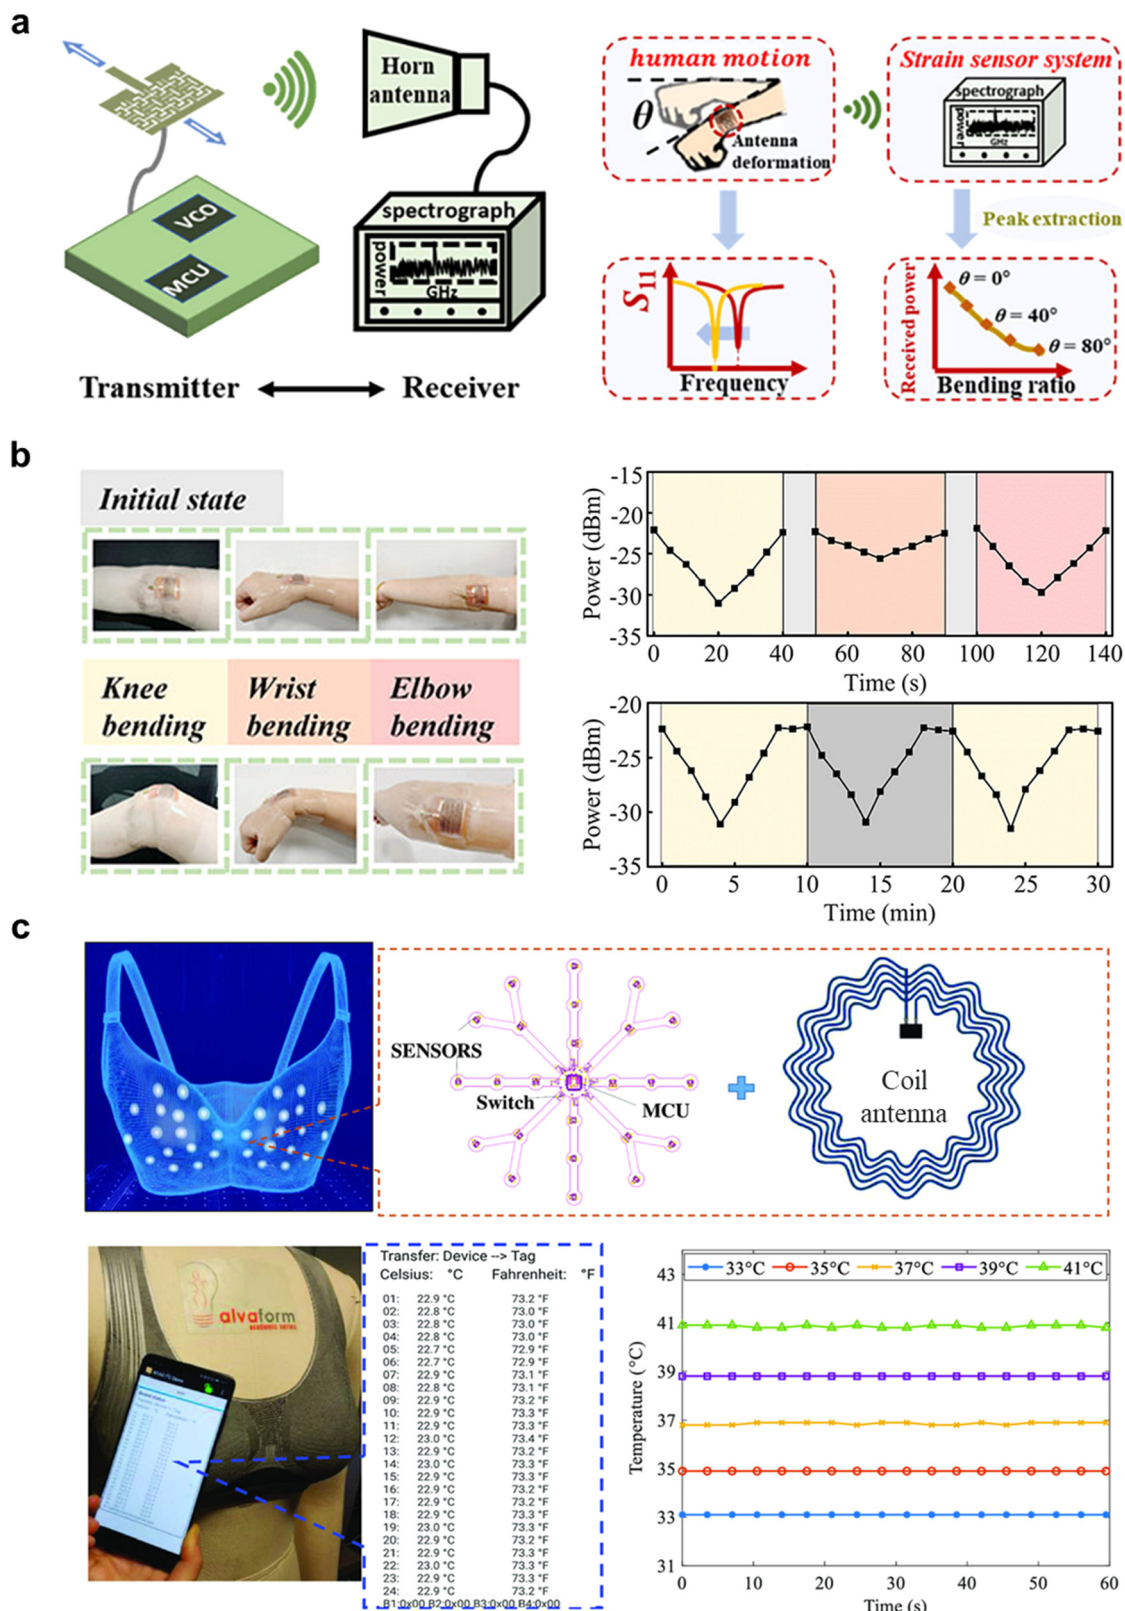 a
Horn
antenna
VCO
MCU
spectrograph
power
GHz
Transmitter
Receiver
human motion
θ
Antenna
deformation
Strain sensor system
spectrograph
power
GHz
Peak extraction
S11
Frequency
Received power
θ = 0°
θ = 40°
θ = 80°
Bending ratio
b
Initial state
Knee
bending
Wrist
bending
Elbow
bending
Power (dBm)
-15
-20
-25
-30
-35
0 20 40 60 80 100 120 140
Time (s)
Power (dBm)
-20
-25
-30
-35
0 5 10 15 20 25 30
Time (min)
c
SENSORS
Switch
MCU
Coil
antenna
alvaform
Transfer: Device --> Tag
Celsius: °C Fahrenheit: °F
01: 22.9 °C 73.2 °F
02: 22.8 °C 73.0 °F
03: 22.8 °C 73.0 °F
04: 22.8 °C 73.0 °F
05: 22.7 °C 72.9 °F
06: 22.7 °C 72.9 °F
07: 22.9 °C 73.1 °F
08: 22.8 °C 73.1 °F
09: 22.9 °C 73.2 °F
10: 22.9 °C 73.3 °F
11: 22.9 °C 73.3 °F
12: 23.0 °C 73.4 °F
13: 22.9 °C 73.2 °F
14: 23.0 °C 73.3 °F
15: 22.9 °C 73.3 °F
16: 22.9 °C 73.2 °F
17: 22.9 °C 73.2 °F
18: 22.9 °C 73.3 °F
19: 23.0 °C 73.3 °F
20: 22.9 °C 73.2 °F
21: 22.9 °C 73.3 °F
22: 23.0 °C 73.3 °F
23: 22.9 °C 73.3 °F
24: 22.9 °C 73.2 °F
B1:0x00 B2:0x00 B3:0x00 B4:0x00
33°C 35°C 37°C 39°C 41°C
Temperature (°C)
43
41
39
37
35
33
31
0 10 20 30 40 50 60
Time (s)